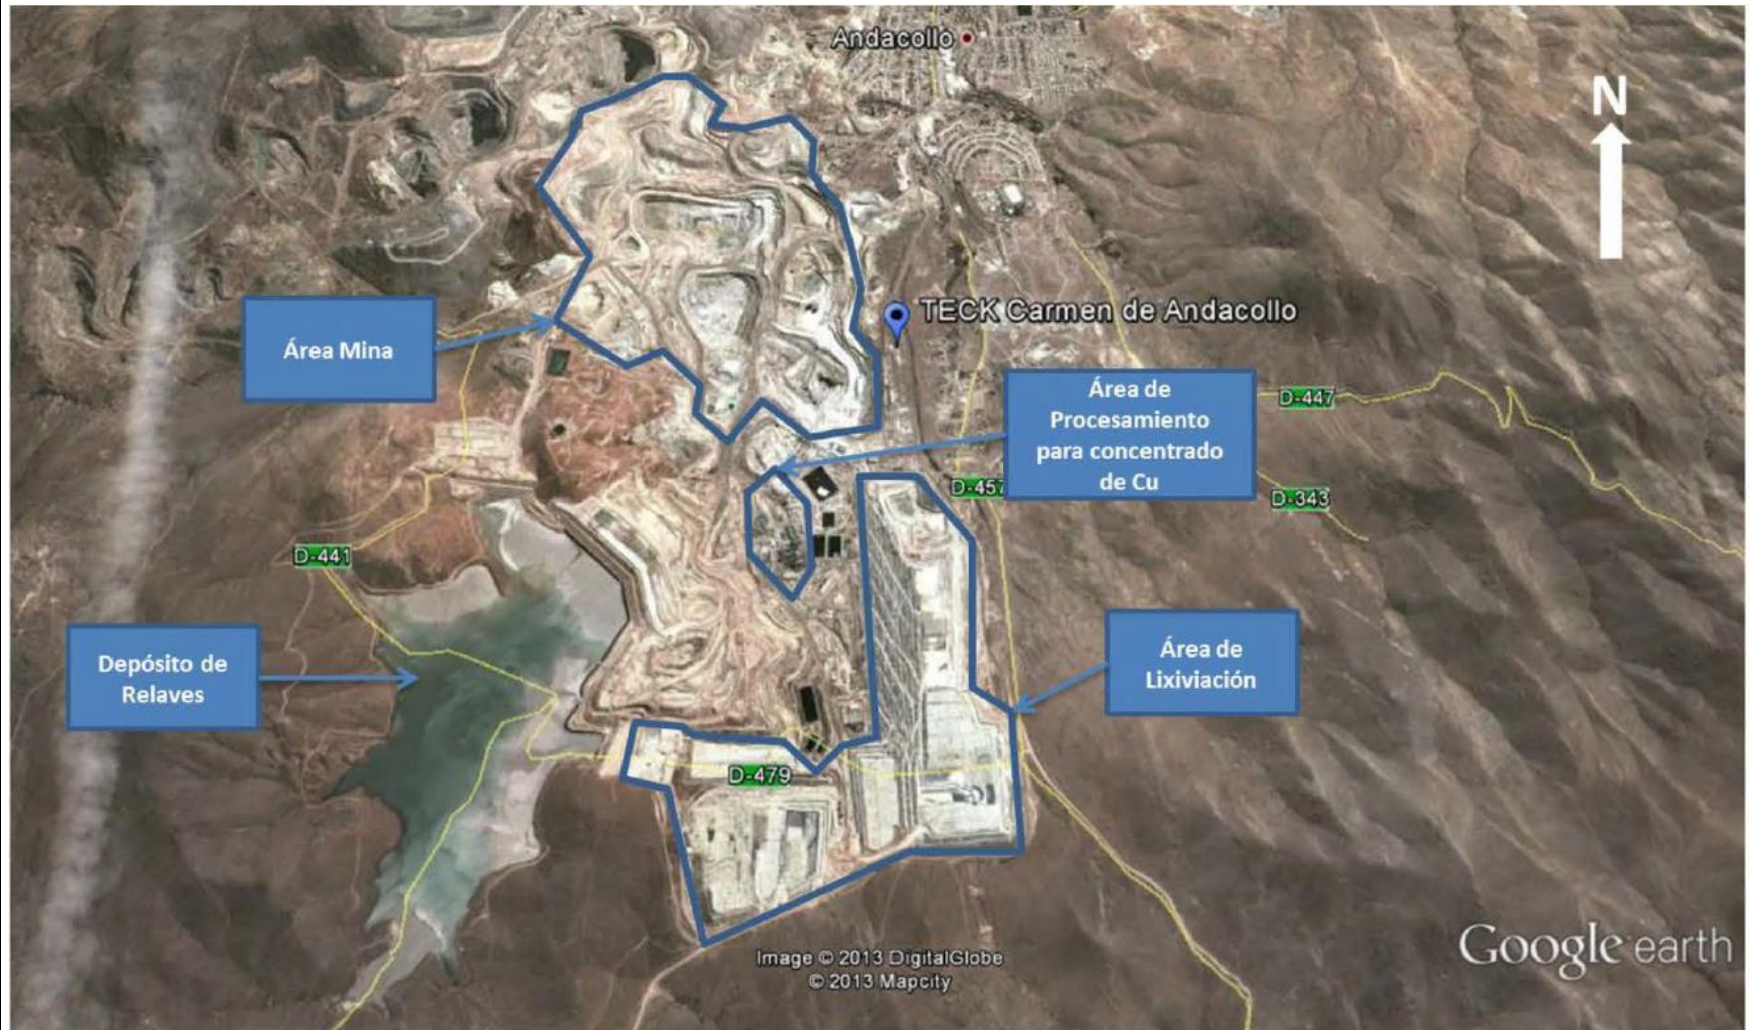 Andacollo
N
TECK Carmen de Andacollo
Área Mina
Área de
Procesamiento
para concentrado
de Cu
D-447
D-457
D-343
D-441
Depósito de
Relaves
Área de
Lixiviación
D-479
Image © 2013 DigitalGlobe
© 2013 Mapcity
Google earth